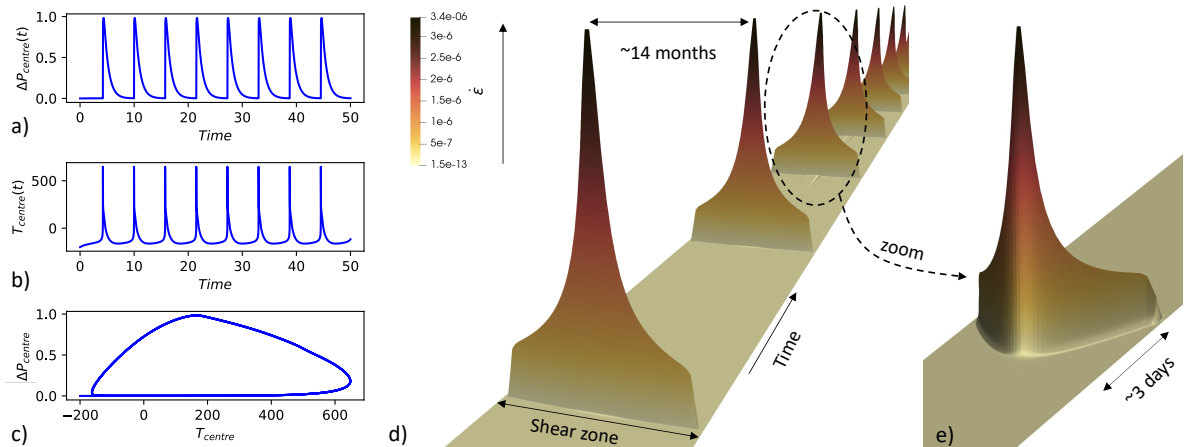 a)
ΔP_centre(t)
1.0
0.5
0.0
0 10 20 30 40 50
Time
b)
T_centre(t)
500
0
0 10 20 30 40 50
Time
c)
ΔP_centre
1.0
0.5
0.0
−200 0 200 400 600
T_centre
d)
3.4e-06
3e-6
2.5e-6
2e-6
1.5e-6
1e-6
5e-7
1.5e-13
ε̇
~14 months
zoom
Time
Shear zone
e)
~3 days